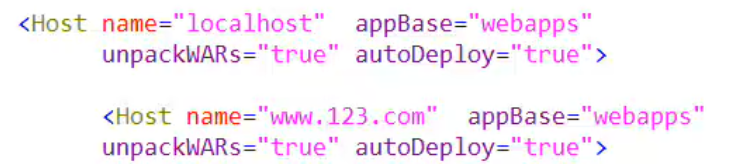 <Host name="localhost"  appBase="webapps"
unpackWARs="true" autoDeploy="true">
<Host name="www.123.com"  appBase="webapps"
unpackWARs="true" autoDeploy="true">